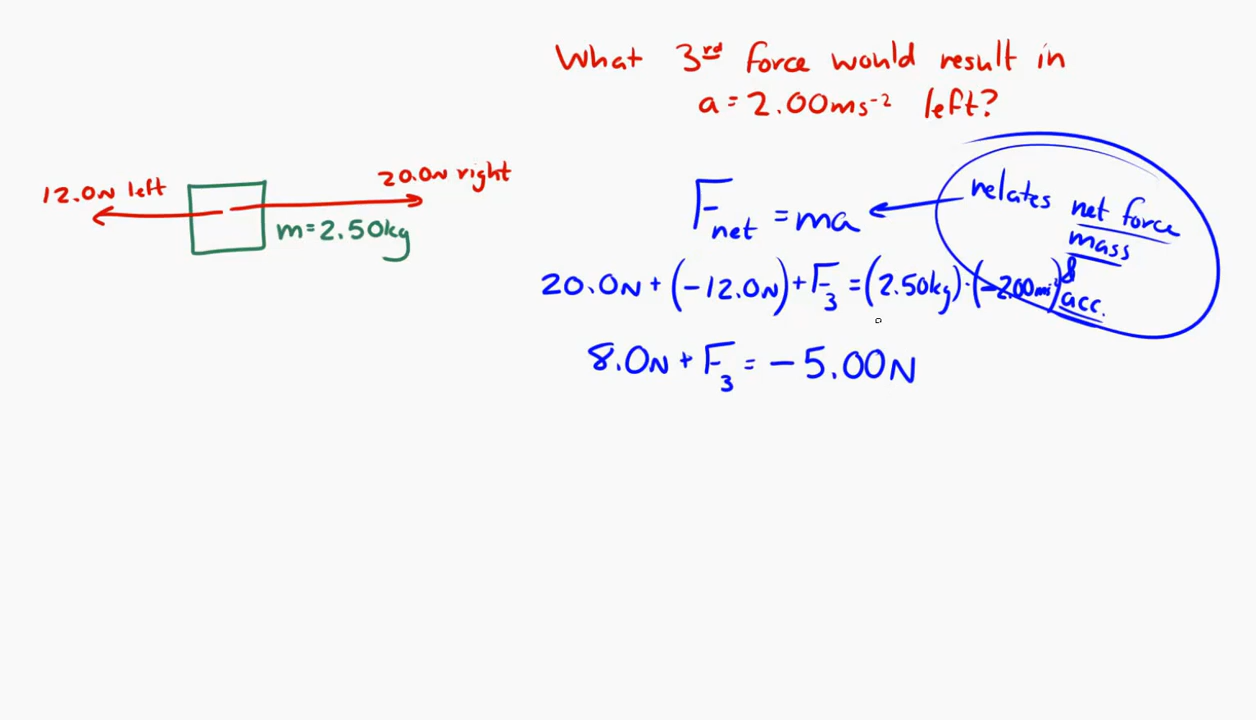 What 3rd force would result in
a = 2.00ms⁻² left?
12.0N left
20.0N right
m = 2.50kg
Fnet = ma
relates net force
mass
&
acc.
20.0N + (-12.0N) + F₃ = (2.50kg)·(-2.00ms
8.0N + F₃ = -5.00N